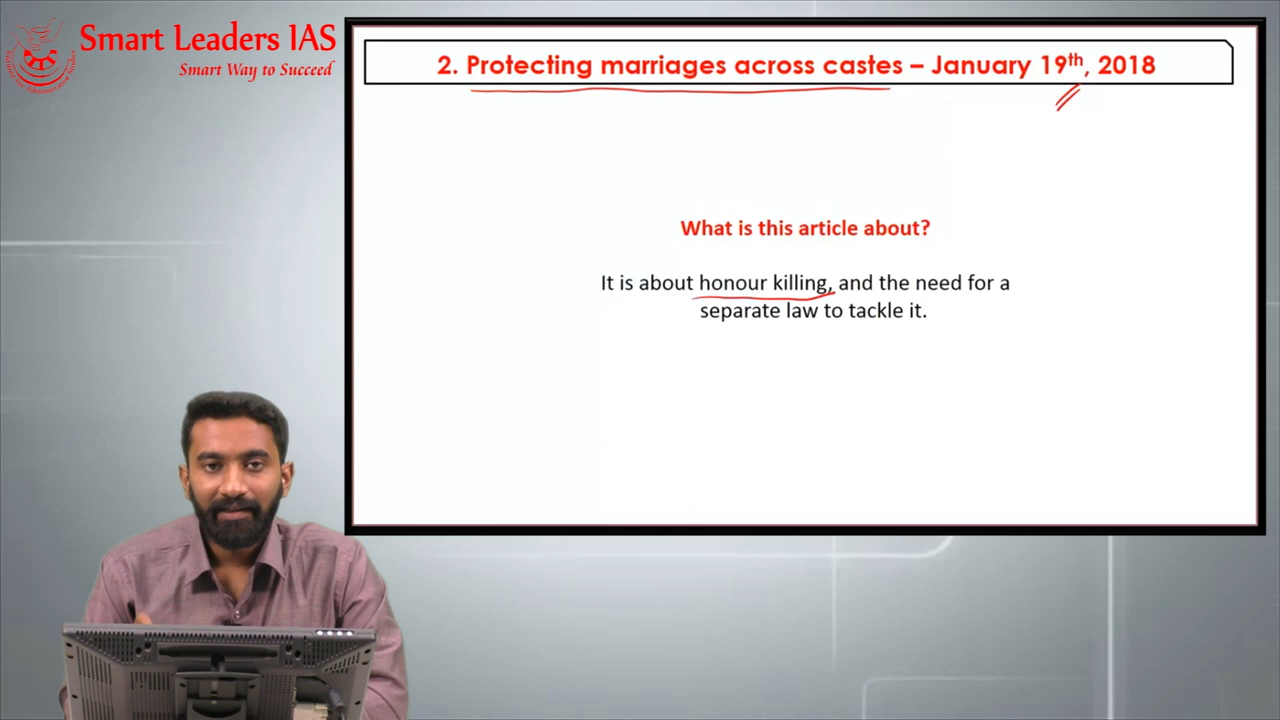 Smart Leaders IAS
Smart Way to Succeed
2. Protecting marriages across castes – January 19th, 2018
What is this article about?
It is about honour killing, and the need for a
separate law to tackle it.